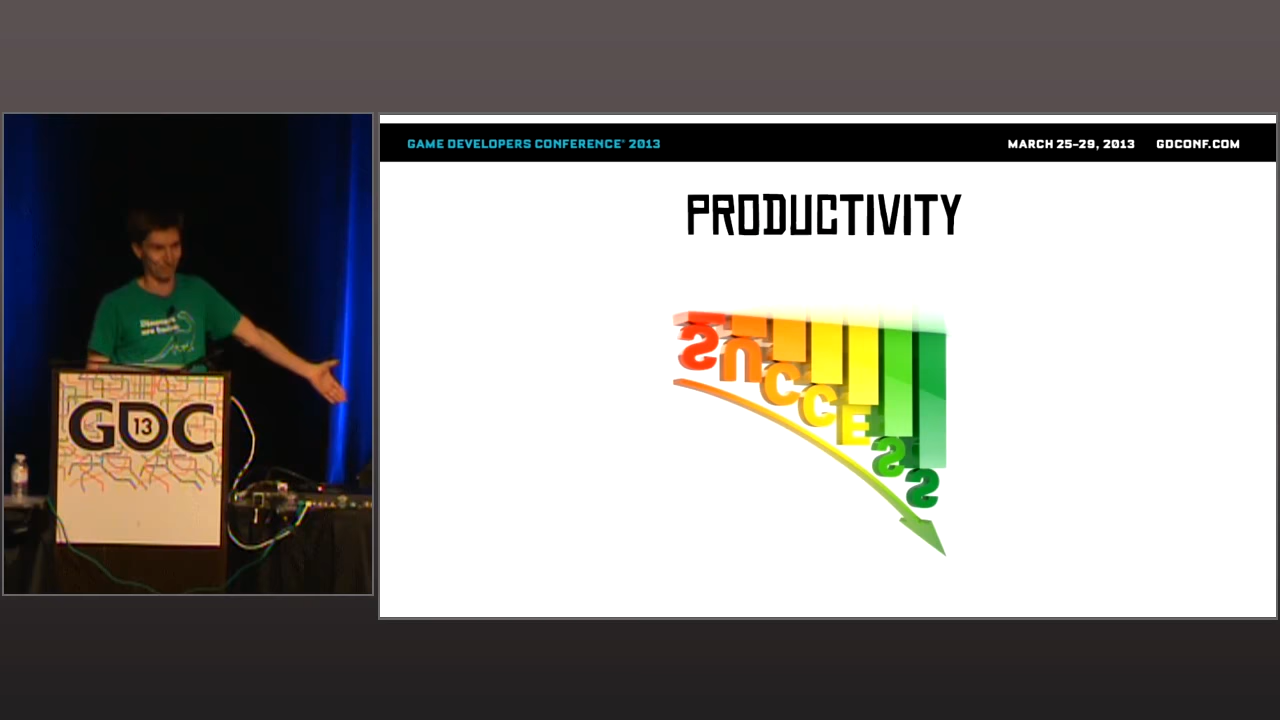 GAME DEVELOPERS CONFERENCE® 2013
MARCH 25-29, 2013 GDCONF.COM
PRODUCTIVITY
SUCCESS
GDC
13